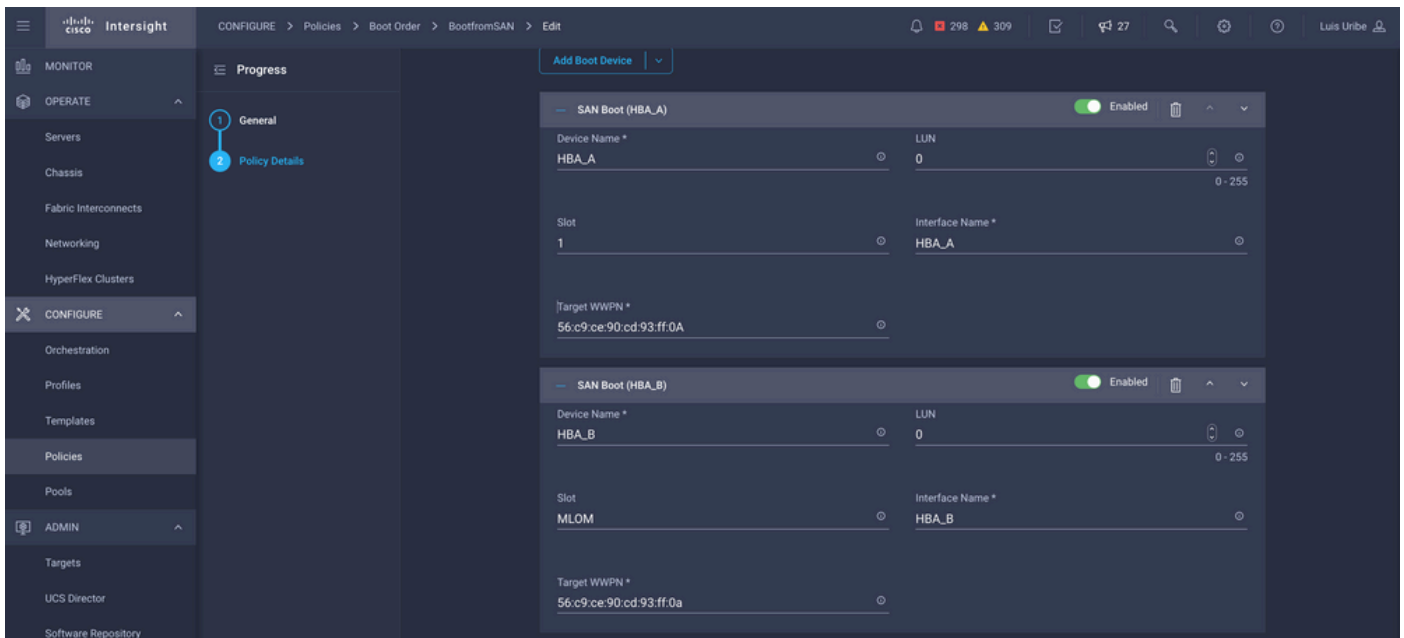 cisco Intersight
CONFIGURE > Policies > Boot Order > BootfromSAN > Edit
298 309
27
Luis Uribe
MONITOR
OPERATE
Servers
Chassis
Fabric Interconnects
Networking
HyperFlex Clusters
CONFIGURE
Orchestration
Profiles
Templates
Policies
Pools
ADMIN
Targets
UCS Director
Software Repository
Progress
1 General
2 Policy Details
Add Boot Device
SAN Boot (HBA_A)
Enabled
Device Name *
HBA_A
LUN
0
0 - 255
Slot
1
Interface Name *
HBA_A
Target WWPN *
56:c9:ce:90:cd:93:ff:0A
SAN Boot (HBA_B)
Enabled
Device Name *
HBA_B
LUN
0
0 - 255
Slot
MLOM
Interface Name *
HBA_B
Target WWPN *
56:c9:ce:90:cd:93:ff:0a